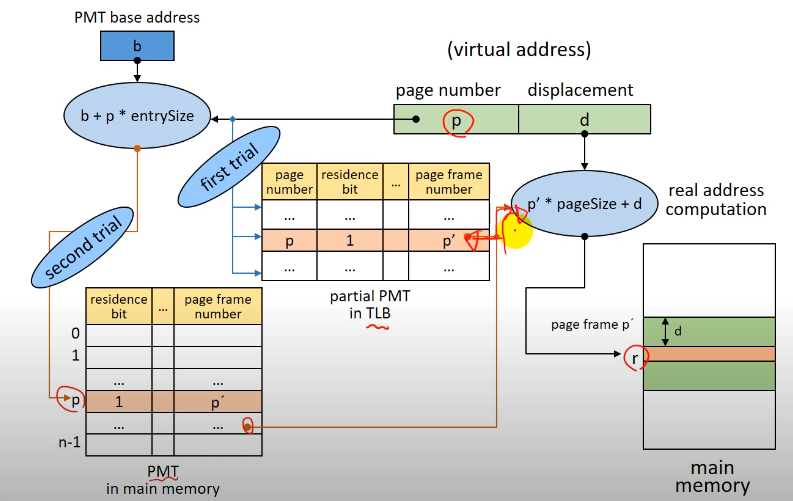 PMT base address
b
(virtual address)
page number displacement
p d
b + p * entrySize
first trial
page number residence bit ... page frame number
... ... ...
p 1 p’
... ... ...
p’ * pageSize + d
real address
computation
second trial
partial PMT
in TLB
residence bit ... page frame number
0
1
... ...
p 1 p´
... ...
n-1
PMT
in main memory
page frame p´
d
r
main
memory